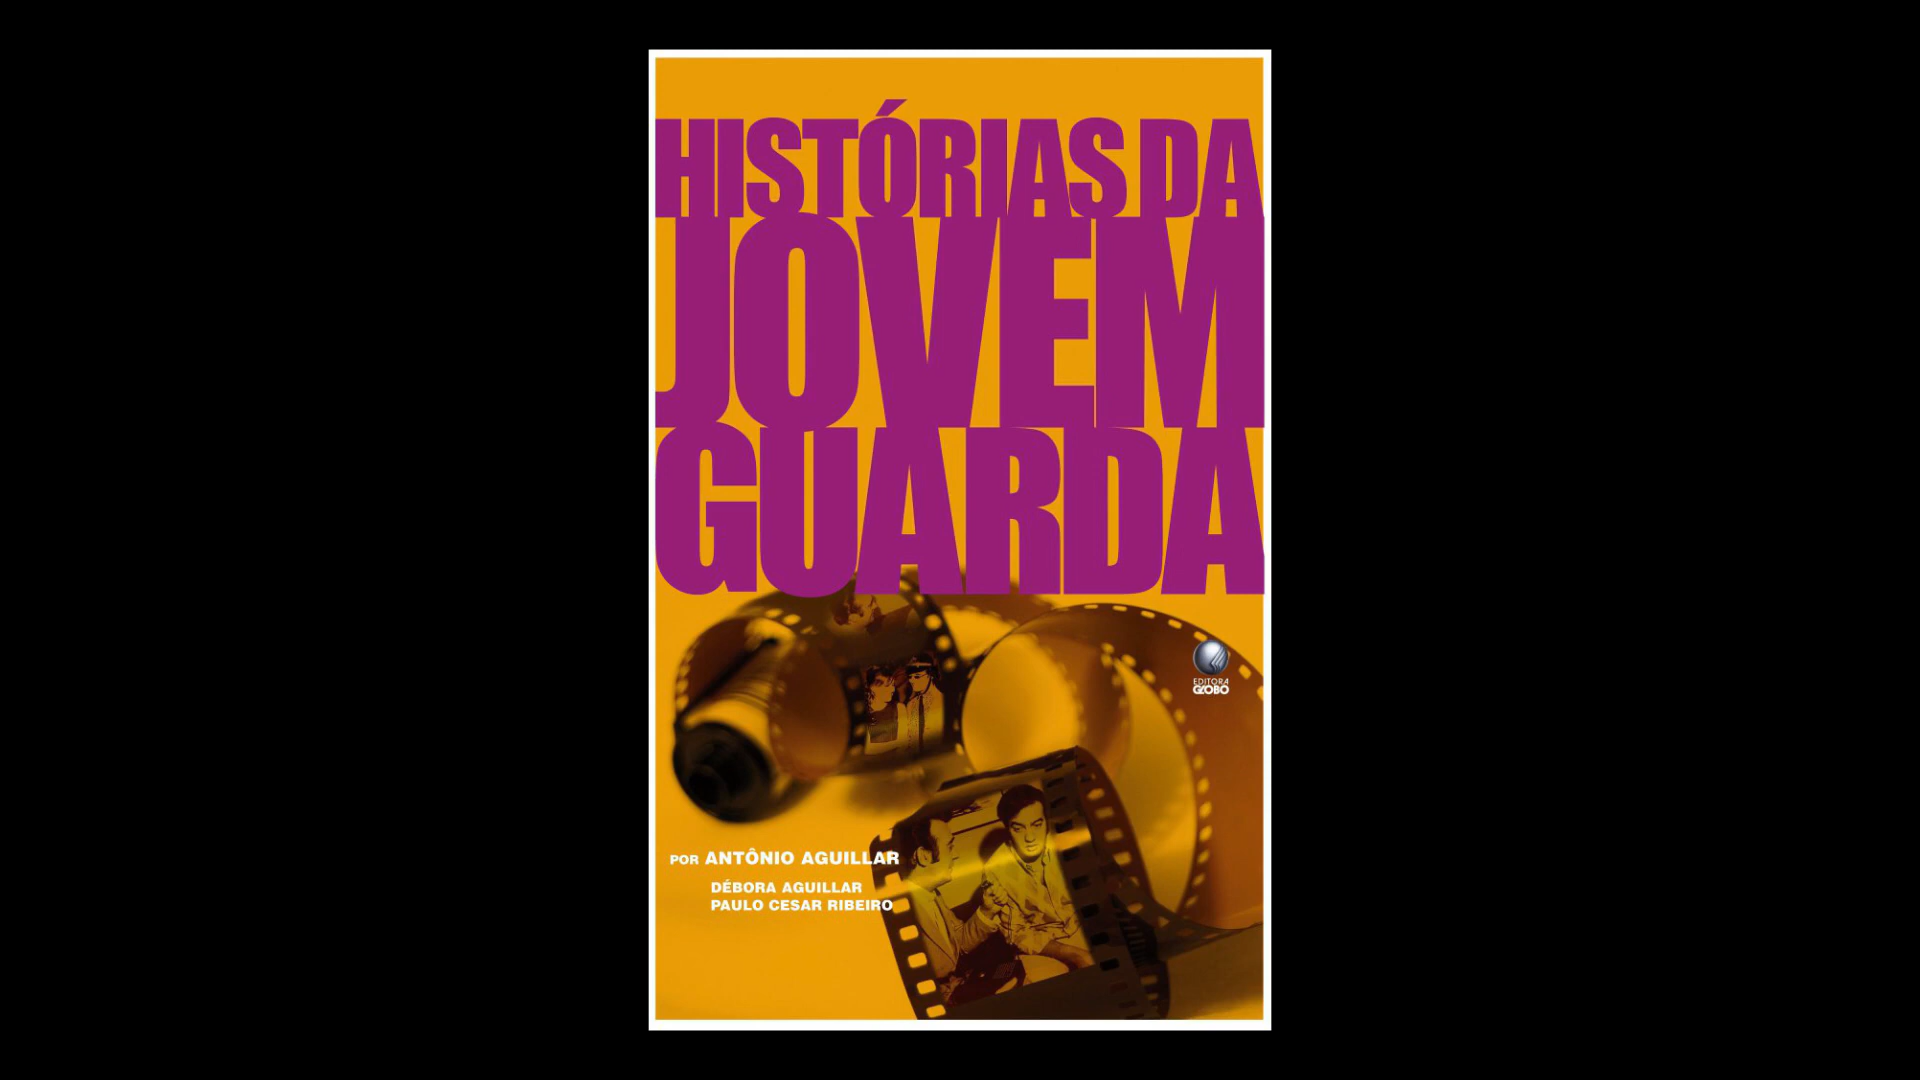 HISTÓRIAS DA
JOVEM
GUARDA
EDITORA
GLOBO
POR ANTÔNIO AGUILLAR
DÉBORA AGUILLAR
PAULO CESAR RIBEIRO